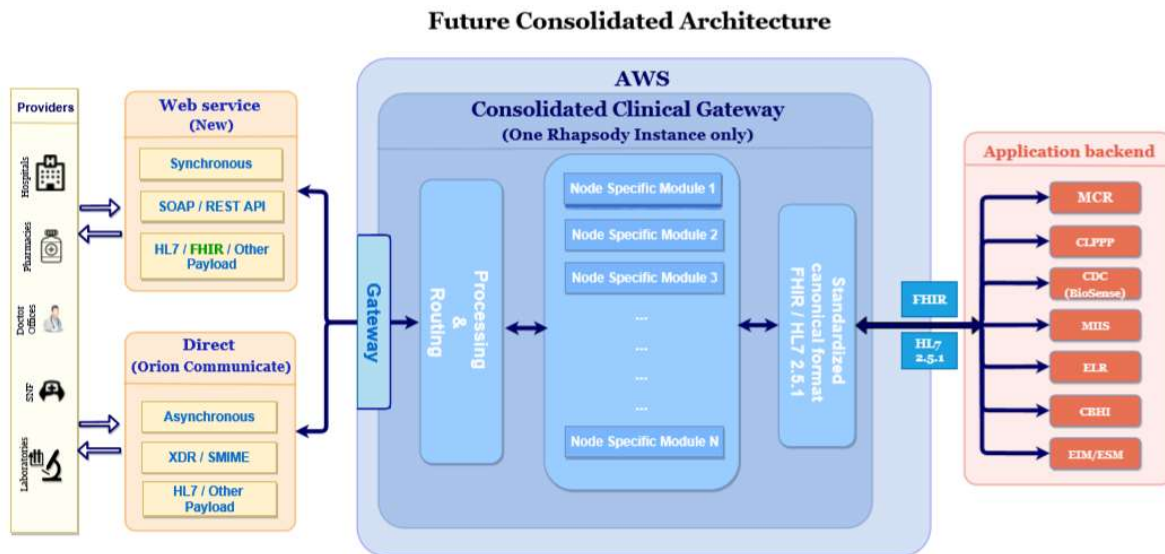 Future Consolidated Architecture
Providers
Hospitals
Pharmacies
Doctor
Offices
SNF
Laboratories
Web service
(New)
Synchronous
SOAP / REST API
HL7 / FHIR / Other
Payload
Direct
(Orion Communicate)
Asynchronous
XDR / SMIME
HL7 / Other
Payload
AWS
Consolidated Clinical Gateway
(One Rhapsody Instance only)
Gateway
Processing
&
Routing
Node Specific Module 1
Node Specific Module 2
Node Specific Module 3
...
...
...
Node Specific Module N
Standardized
canonical format
FHIR / HL7 2.5.1
FHIR
HL7
2.5.1
Application backend
MCR
CLPPP
CDC
(BioSense)
MIIS
ELR
CBHI
EIM/ESM